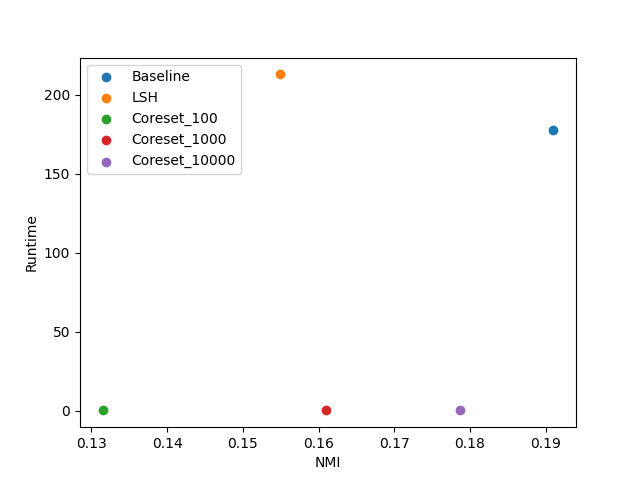 Baseline
LSH
Coreset_100
Coreset_1000
Coreset_10000
200
150
100
50
0
Runtime
0.13 0.14 0.15 0.16 0.17 0.18 0.19
NMI